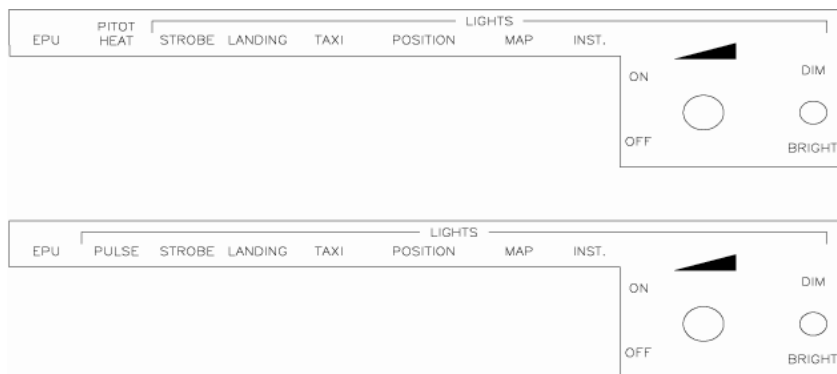 LIGHTS
PITOT
HEAT
EPU STROBE LANDING TAXI POSITION MAP INST.
ON DIM
OFF BRIGHT
LIGHTS
EPU PULSE STROBE LANDING TAXI POSITION MAP INST.
ON DIM
OFF BRIGHT